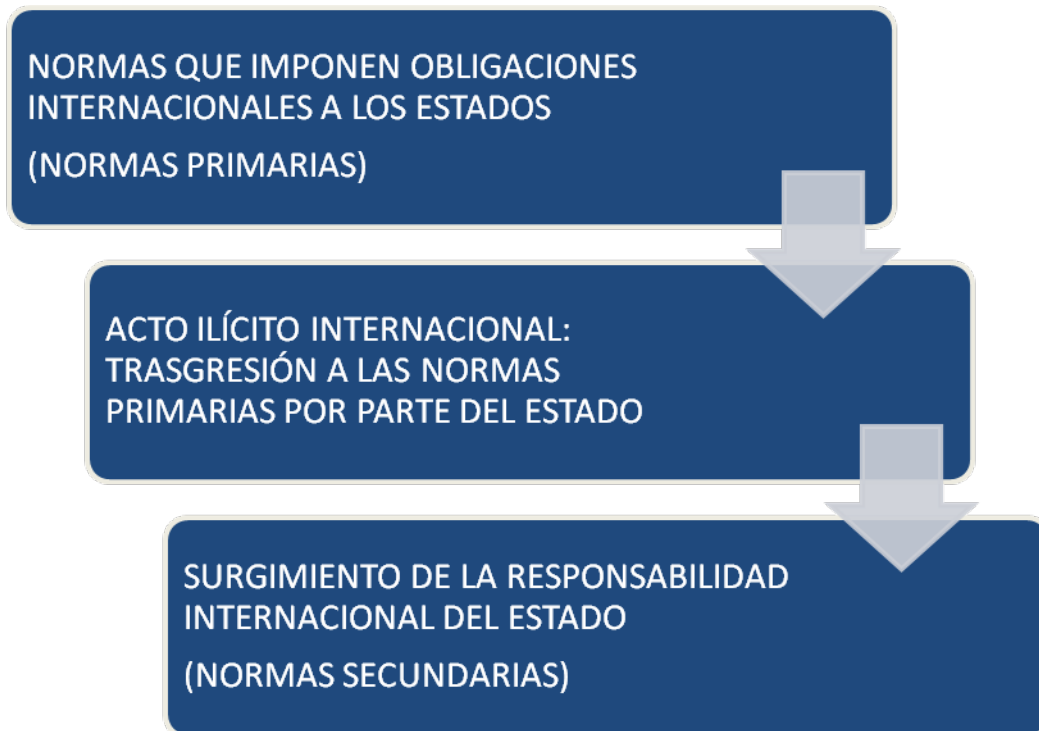 NORMAS QUE IMPONEN OBLIGACIONES
INTERNACIONALES A LOS ESTADOS
(NORMAS PRIMARIAS)
ACTO ILÍCITO INTERNACIONAL:
TRASGRESIÓN A LAS NORMAS
PRIMARIAS POR PARTE DEL ESTADO
SURGIMIENTO DE LA RESPONSABILIDAD
INTERNACIONAL DEL ESTADO
(NORMAS SECUNDARIAS)